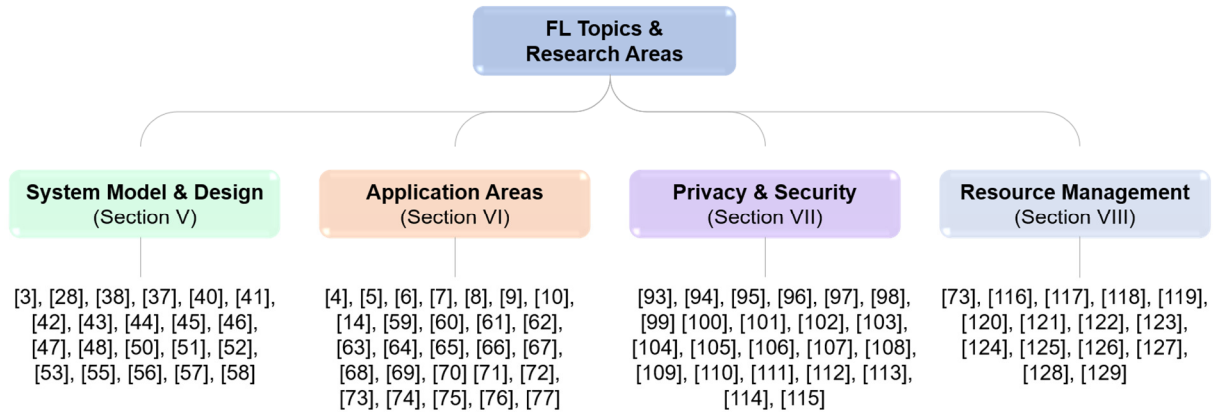 FL Topics &
Research Areas
System Model & Design
(Section V)
[3], [28], [38], [37], [40], [41],
[42], [43], [44], [45], [46],
[47], [48], [50], [51], [52],
[53], [55], [56], [57], [58]
Application Areas
(Section VI)
[4], [5], [6], [7], [8], [9], [10],
[14], [59], [60], [61], [62],
[63], [64], [65], [66], [67],
[68], [69], [70] [71], [72],
[73], [74], [75], [76], [77]
Privacy & Security
(Section VII)
[93], [94], [95], [96], [97], [98],
[99] [100], [101], [102], [103],
[104], [105], [106], [107], [108],
[109], [110], [111], [112], [113],
[114], [115]
Resource Management
(Section VIII)
[73], [116], [117], [118], [119],
[120], [121], [122], [123],
[124], [125], [126], [127],
[128], [129]